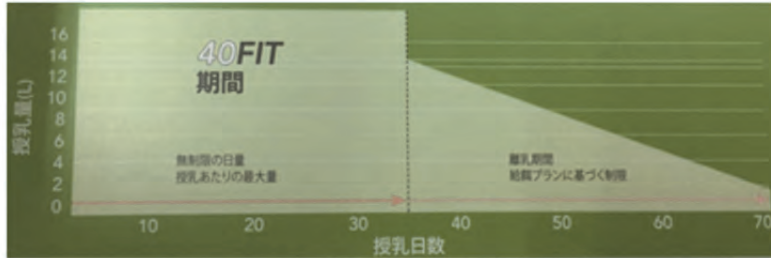 40FIT
期間
無制限の日量
授乳あたりの最大量
離乳期間
給餌プランに基づく制限
授乳量(L)
16
14
12
10
8
6
4
2
0
10
20
30
40
50
60
70
授乳日数